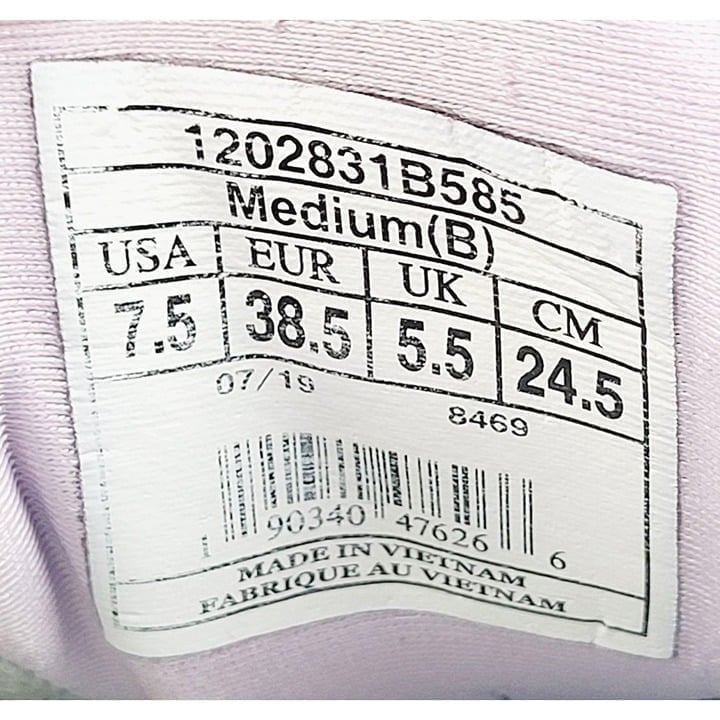 1202831B585
Medium(B)
USA EUR UK CM
7.5 38.5 5.5 24.5
07/19 8469
1 90340 47626 6
MADE IN VIETNAM
FABRIQUE AU VIETNAM